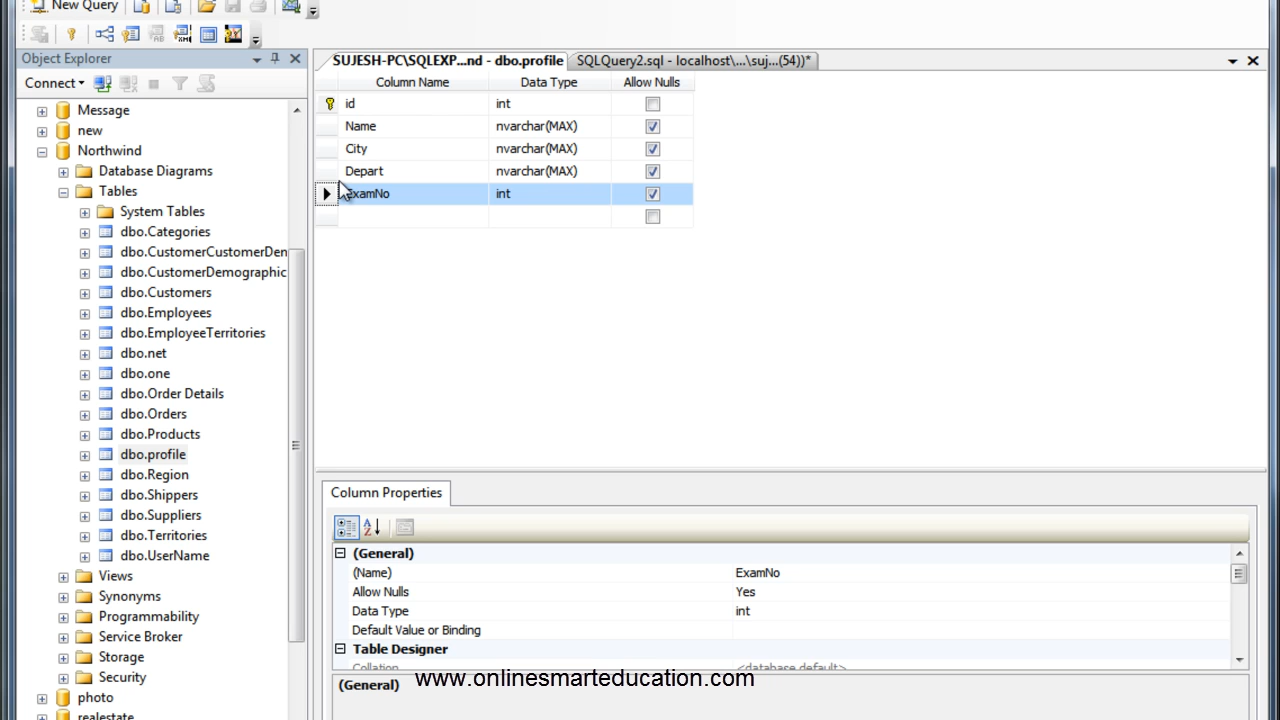 New Query
Object Explorer
SUJESH-PC\SQLEXP...nd - dbo.profile
SQLQuery2.sql - localhost\...\suj...(54))*
Connect
Column Name Data Type Allow Nulls
id int
Name nvarchar(MAX)
City nvarchar(MAX)
Depart nvarchar(MAX)
ExamNo int
Message
new
Northwind
Database Diagrams
Tables
System Tables
dbo.Categories
dbo.CustomerCustomerDen
dbo.CustomerDemographic
dbo.Customers
dbo.Employees
dbo.EmployeeTerritories
dbo.net
dbo.one
dbo.Order Details
dbo.Orders
dbo.Products
dbo.profile
dbo.Region
dbo.Shippers
dbo.Suppliers
dbo.Territories
dbo.UserName
Views
Synonyms
Programmability
Service Broker
Storage
Security
photo
realestate
Column Properties
(General)
(Name) ExamNo
Allow Nulls Yes
Data Type int
Default Value or Binding
Table Designer
Collation <database default>
(General)
www.onlinesmarteducation.com